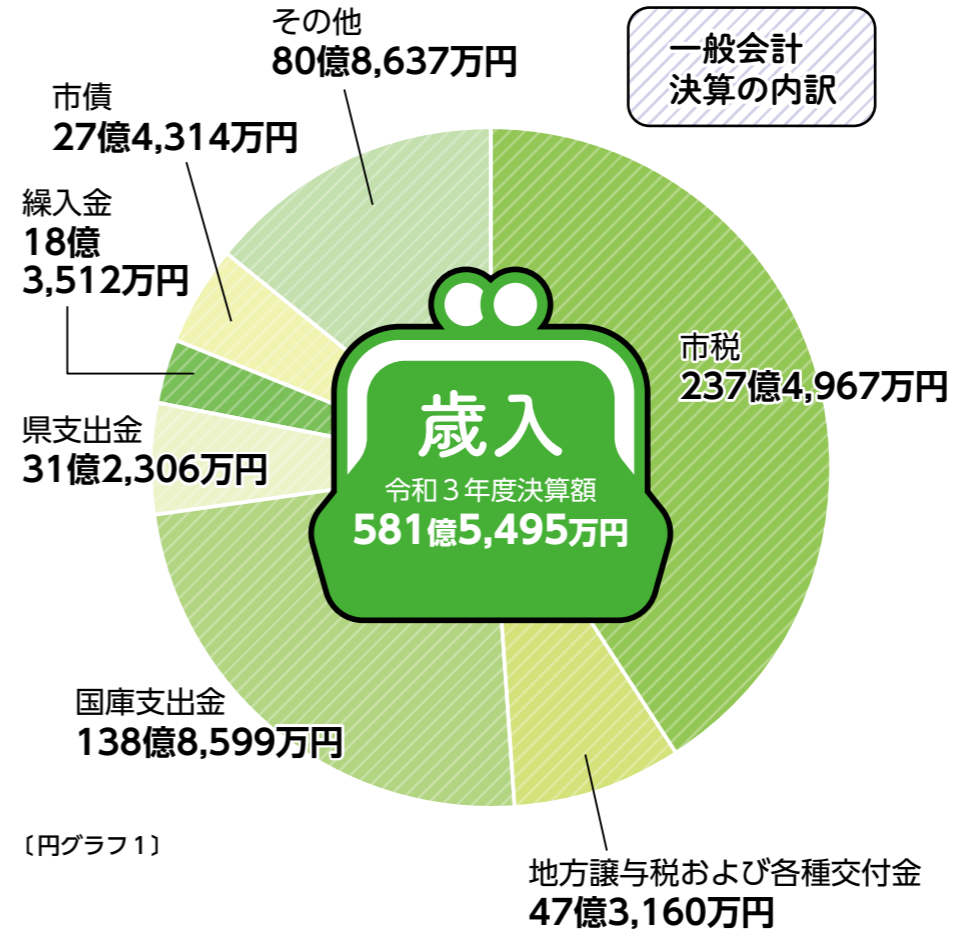 一般会計
決算の内訳
その他
80億8,637万円
市債
27億4,314万円
繰入金
18億
3,512万円
県支出金
31億2,306万円
国庫支出金
138億8,599万円
市税
237億4,967万円
地方譲与税および各種交付金
47億3,160万円
歳入
令和3年度決算額
581億5,495万円
〔円グラフ1〕